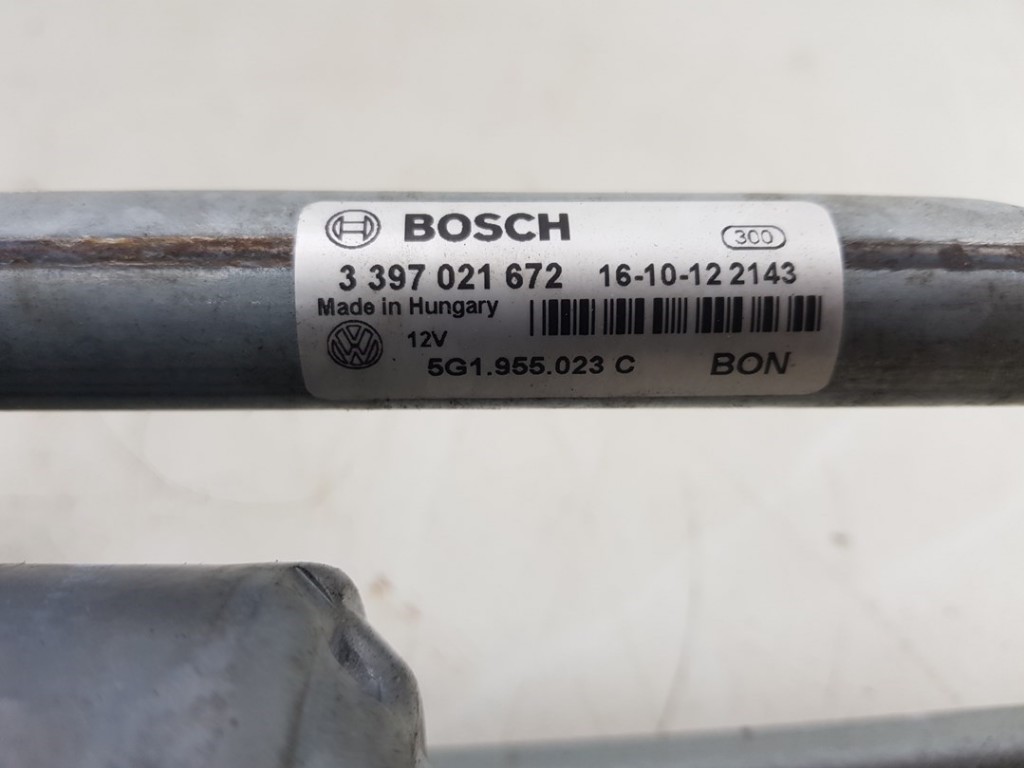 BOSCH 300
3 397 021 672 16-10-12 2143
Made in Hungary
12V
5G1.955.023 C BON